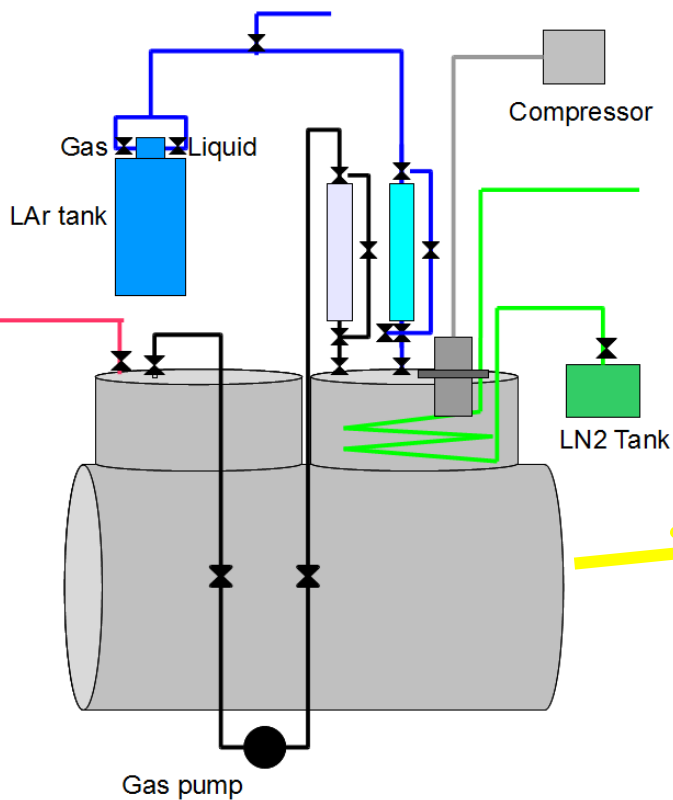 Compressor
Gas
Liquid
LAr tank
LN2 Tank
Gas pump